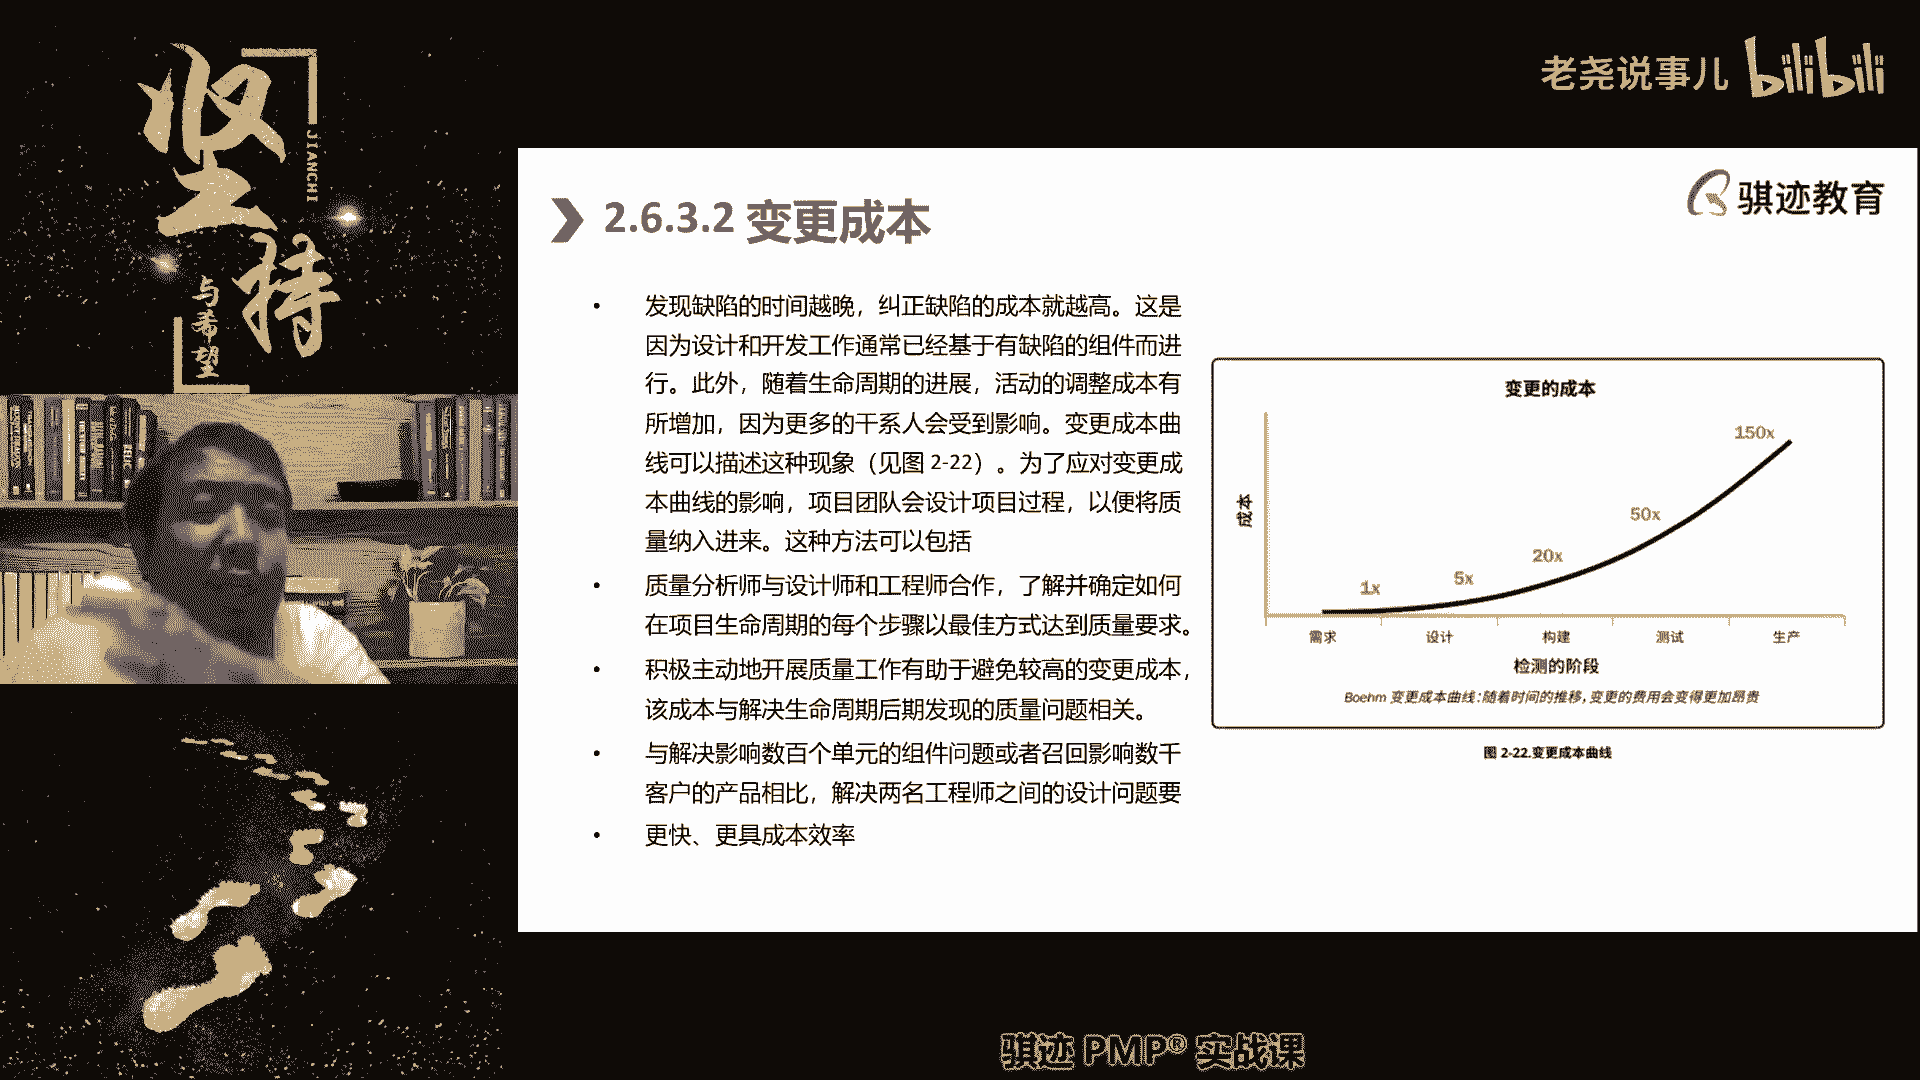 坚持
JIANCHI
与希望
老尧说事儿 bilibili
骐迹教育
2.6.3.2 变更成本
• 发现缺陷的时间越晚，纠正缺陷的成本就越高。这是
因为设计和开发工作通常已经基于有缺陷的组件而进
行。此外，随着生命周期的进展，活动的调整成本有
所增加，因为更多的干系人会受到影响。变更成本曲
线可以描述这种现象（见图 2-22）。为了应对变更成
本曲线的影响，项目团队会设计项目过程，以便将质
量纳入进来。这种方法可以包括
• 质量分析师与设计师和工程师合作，了解并确定如何
在项目生命周期的每个步骤以最佳方式达到质量要求。
• 积极主动地开展质量工作有助于避免较高的变更成本，
该成本与解决生命周期后期发现的质量问题相关。
• 与解决影响数百个单元的组件问题或者召回影响数千
客户的产品相比，解决两名工程师之间的设计问题要
• 更快、更具成本效率
变更的成本
150x
50x
20x
5x
1x
成本
需求 设计 构建 测试 生产
检测的阶段
Boehm 变更成本曲线：随着时间的推移，变更的费用会变得更加昂贵
图 2-22.变更成本曲线
骐迹 PMP® 实战课